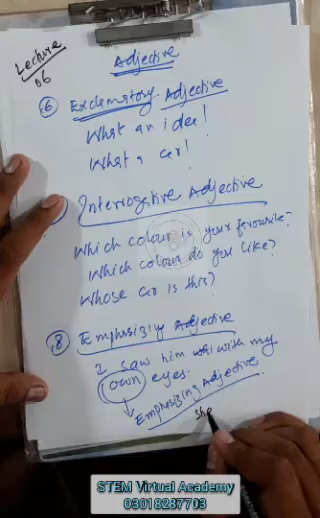 Lecture
06
Adjective
6 Exclamatory Adjective
What an idea!
What a car!
Interrogative Adjective
Which colour is your favourite?
Which colour do you like?
Whose car is this?
8 Emphasizing Adjective
I saw him with my
own eyes.
Emphasizing Adjective
She
STEM Virtual Academy
03018287703